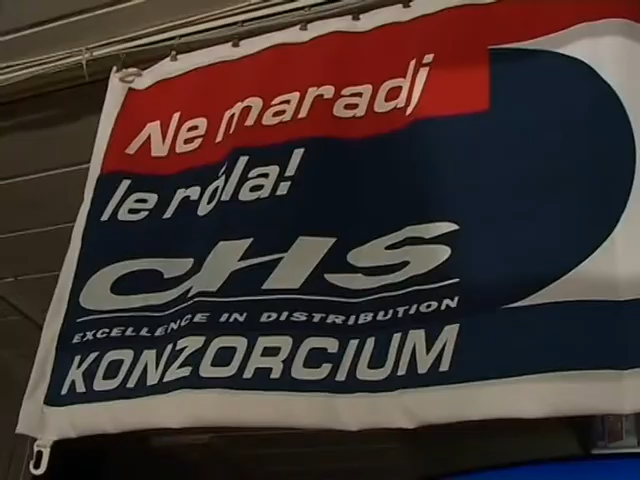 Ne maradj
le róla!
CHS
EXCELLENCE IN DISTRIBUTION
KONZORCIUM